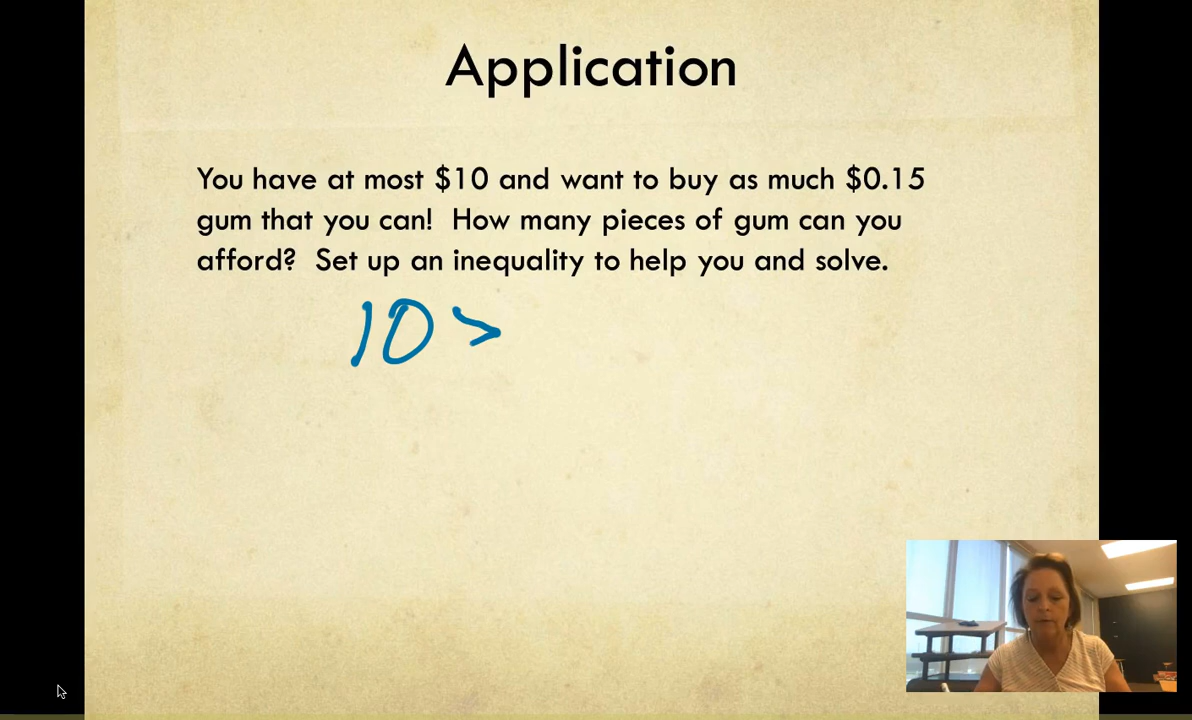 Application
You have at most $10 and want to buy as much $0.15
gum that you can! How many pieces of gum can you
afford? Set up an inequality to help you and solve.
10 >